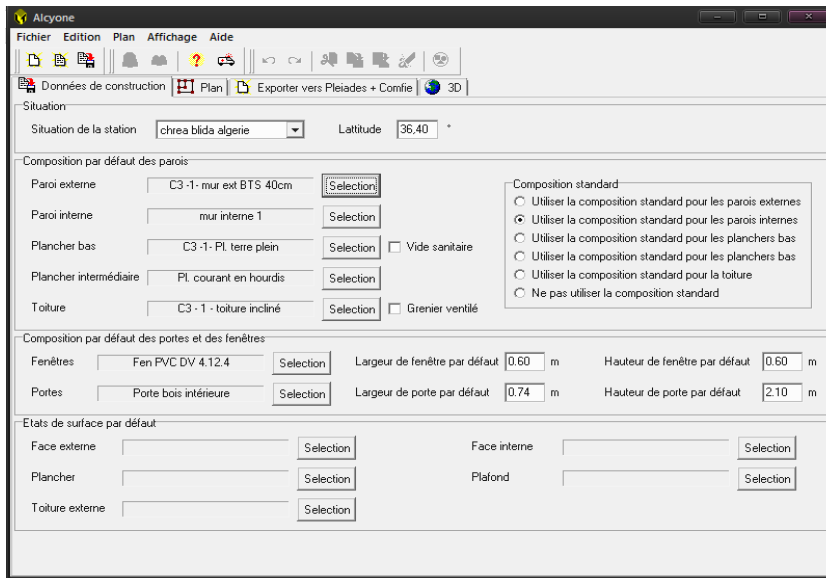 Alcyone
Fichier Edition Plan Affichage Aide
Données de construction Plan Exporter vers Pleiades + Comfie 3D
Situation
Situation de la station chrea blida algerie Lattitude 36,40 °
Composition par défaut des parois
Paroi externe C3 -1- mur ext BTS 40cm Selection
Paroi interne mur interne 1 Selection
Plancher bas C3 -1- Pl. terre plein Selection Vide sanitaire
Plancher intermédiaire Pl. courant en hourdis Selection
Toiture C3 - 1 - toiture incliné Selection Grenier ventilé
Composition standard
Utiliser la composition standard pour les parois externes
Utiliser la composition standard pour les parois internes
Utiliser la composition standard pour les planchers bas
Utiliser la composition standard pour les planchers bas
Utiliser la composition standard pour la toiture
Ne pas utiliser la composition standard
Composition par défaut des portes et des fenêtres
Fenêtres Fen PVC DV 4.12.4 Selection Largeur de fenêtre par défaut 0.60 m Hauteur de fenêtre par défaut 0.60 m
Portes Porte bois intérieure Selection Largeur de porte par défaut 0.74 m Hauteur de porte par défaut 2.10 m
Etats de surface par défaut
Face externe Selection Face interne Selection
Plancher Selection Plafond Selection
Toiture externe Selection